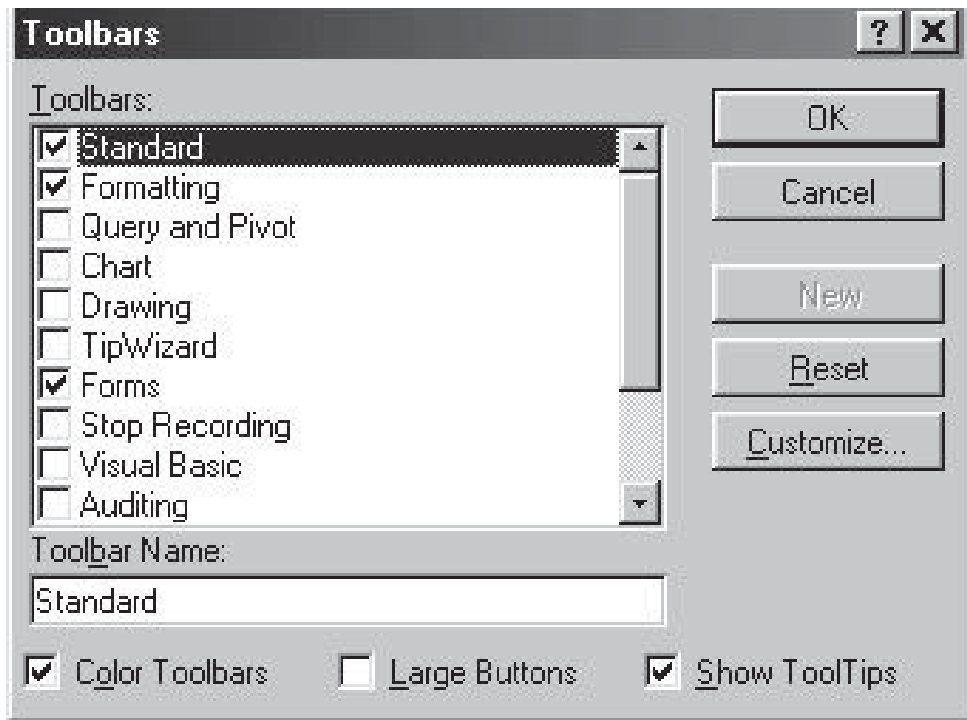 Toolbars
Toolbars:
Standard
Formatting
Query and Pivot
Chart
Drawing
TipWizard
Forms
Stop Recording
Visual Basic
Auditing
Toolbar Name:
Standard
Color Toolbars
Large Buttons
Show ToolTips
?
OK
Cancel
New
Reset
Customize...